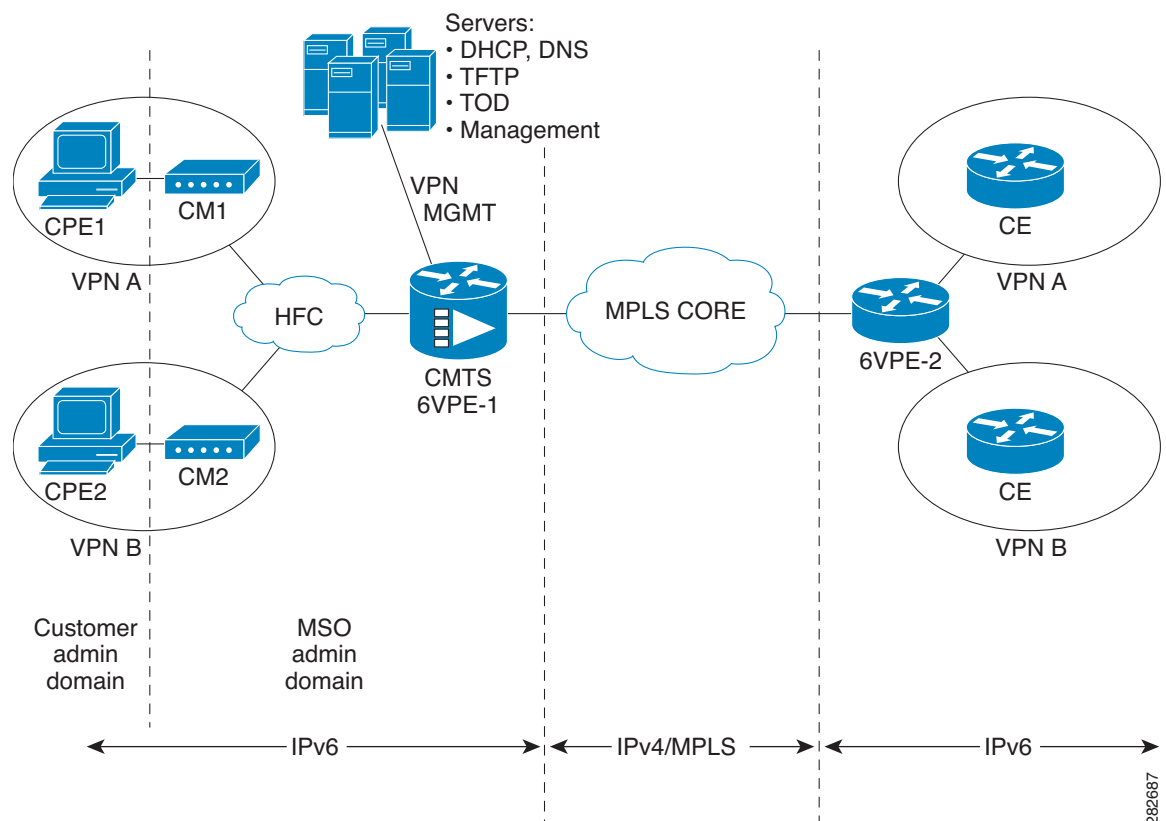 Servers:
• DHCP, DNS
• TFTP
• TOD
• Management
VPN
MGMT
CPE1
CM1
VPN A
HFC
CMTS
6VPE-1
MPLS CORE
6VPE-2
CE
VPN A
CPE2
CM2
VPN B
CE
VPN B
Customer
admin
domain
MSO
admin
domain
IPv6
IPv4/MPLS
IPv6
282687